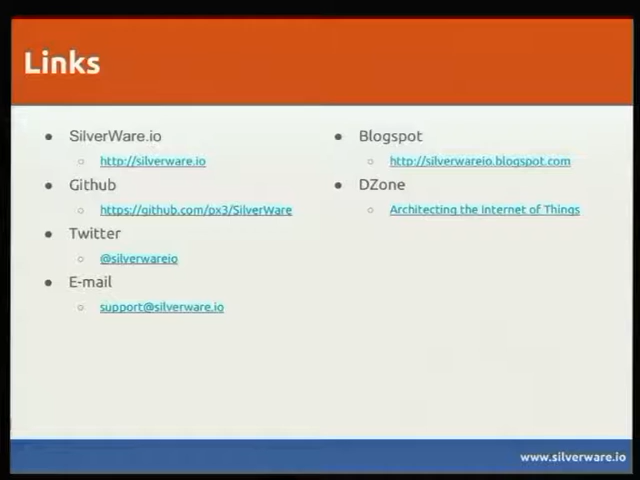 Links
SilverWare.io
http://silverware.io
Github
https://github.com/px3/SilverWare
Twitter
@silverwareio
E-mail
support@silverware.io
Blogspot
http://silverwareio.blogspot.com
DZone
Architecting the Internet of Things
www.silverware.io